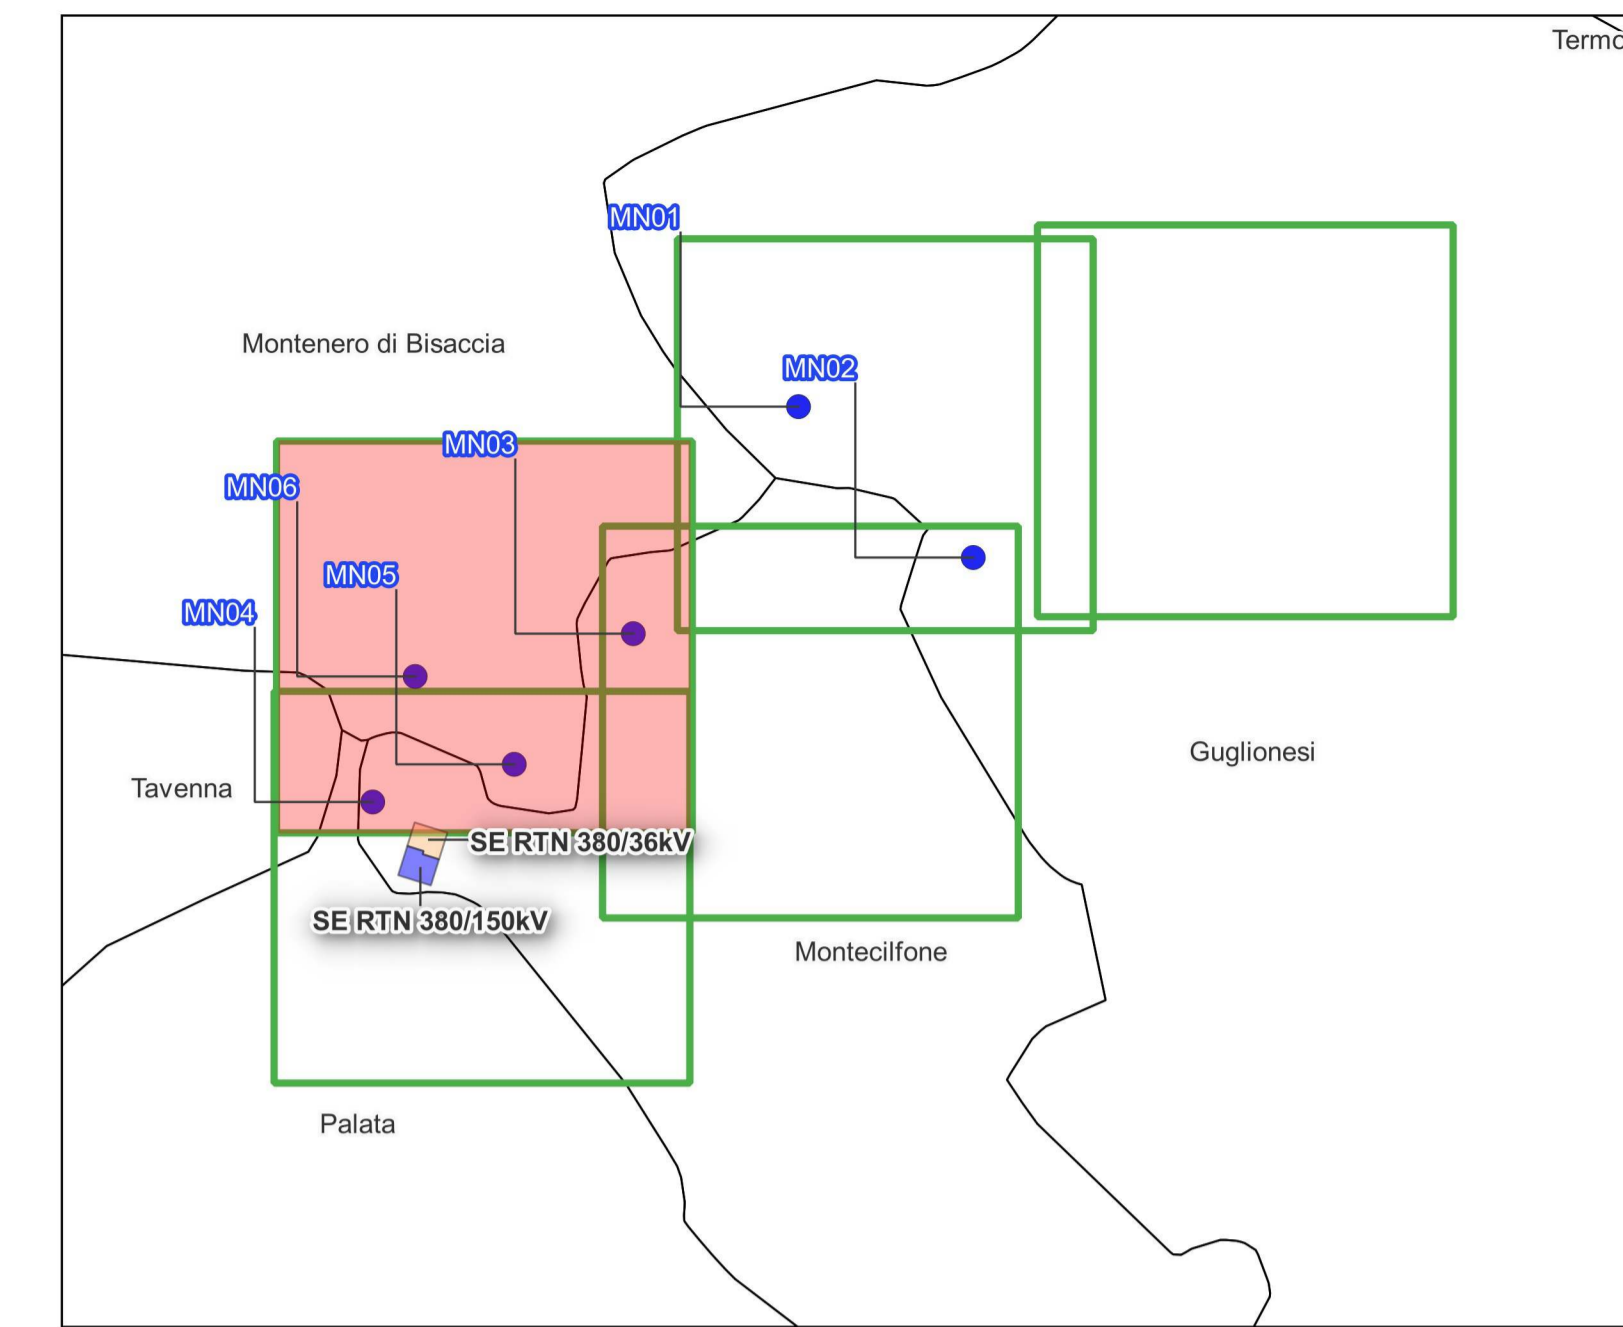 Termo
MN01
Montenero di Bisaccia
MN02
MN03
MN06
MN05
MN04
Guglionesi
Tavenna
SE RTN 380/36kV
SE RTN 380/150kV
Montecilfone
Palata